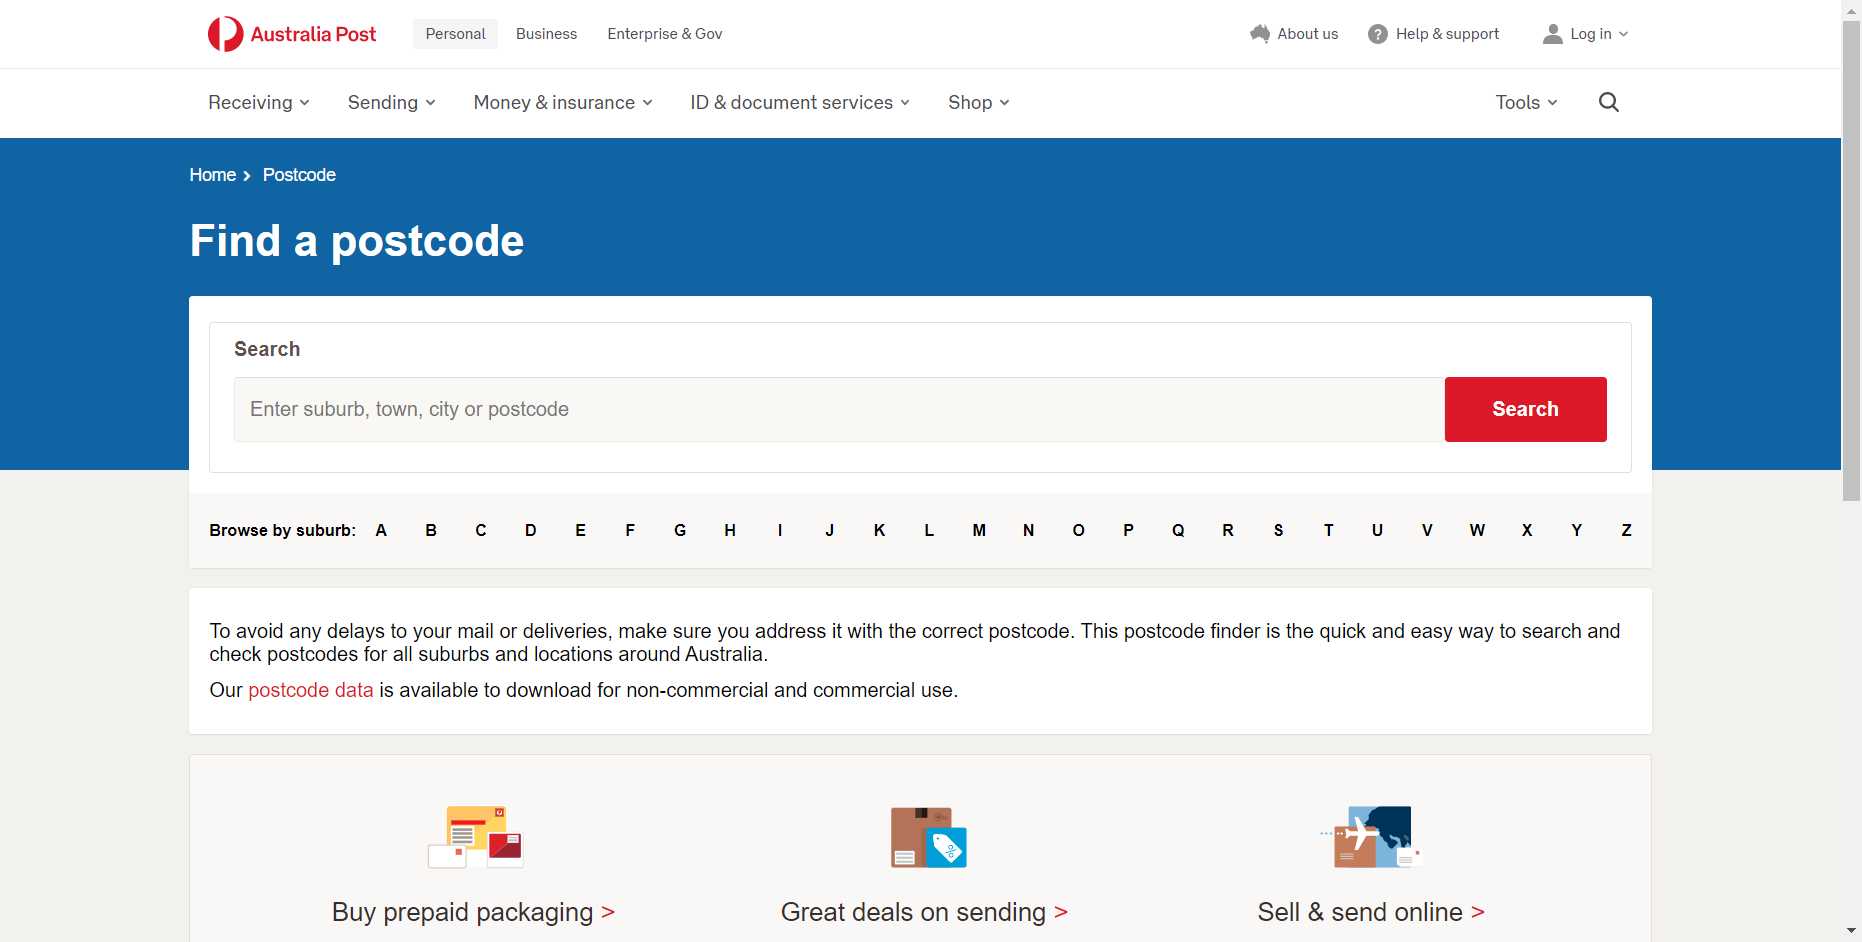 Australia Post
Personal
Business
Enterprise & Gov
About us
Help & support
Log in
Receiving
Sending
Money & insurance
ID & document services
Shop
Tools
Home
Postcode
Find a postcode
Search
Enter suburb, town, city or postcode
Search
Browse by suburb: A B C D E F G H I J K L M N O P Q R S T U V W X Y Z
To avoid any delays to your mail or deliveries, make sure you address it with the correct postcode. This postcode finder is the quick and easy way to search and
check postcodes for all suburbs and locations around Australia.
Our postcode data is available to download for non-commercial and commercial use.
Buy prepaid packaging >
Great deals on sending >
Sell & send online >